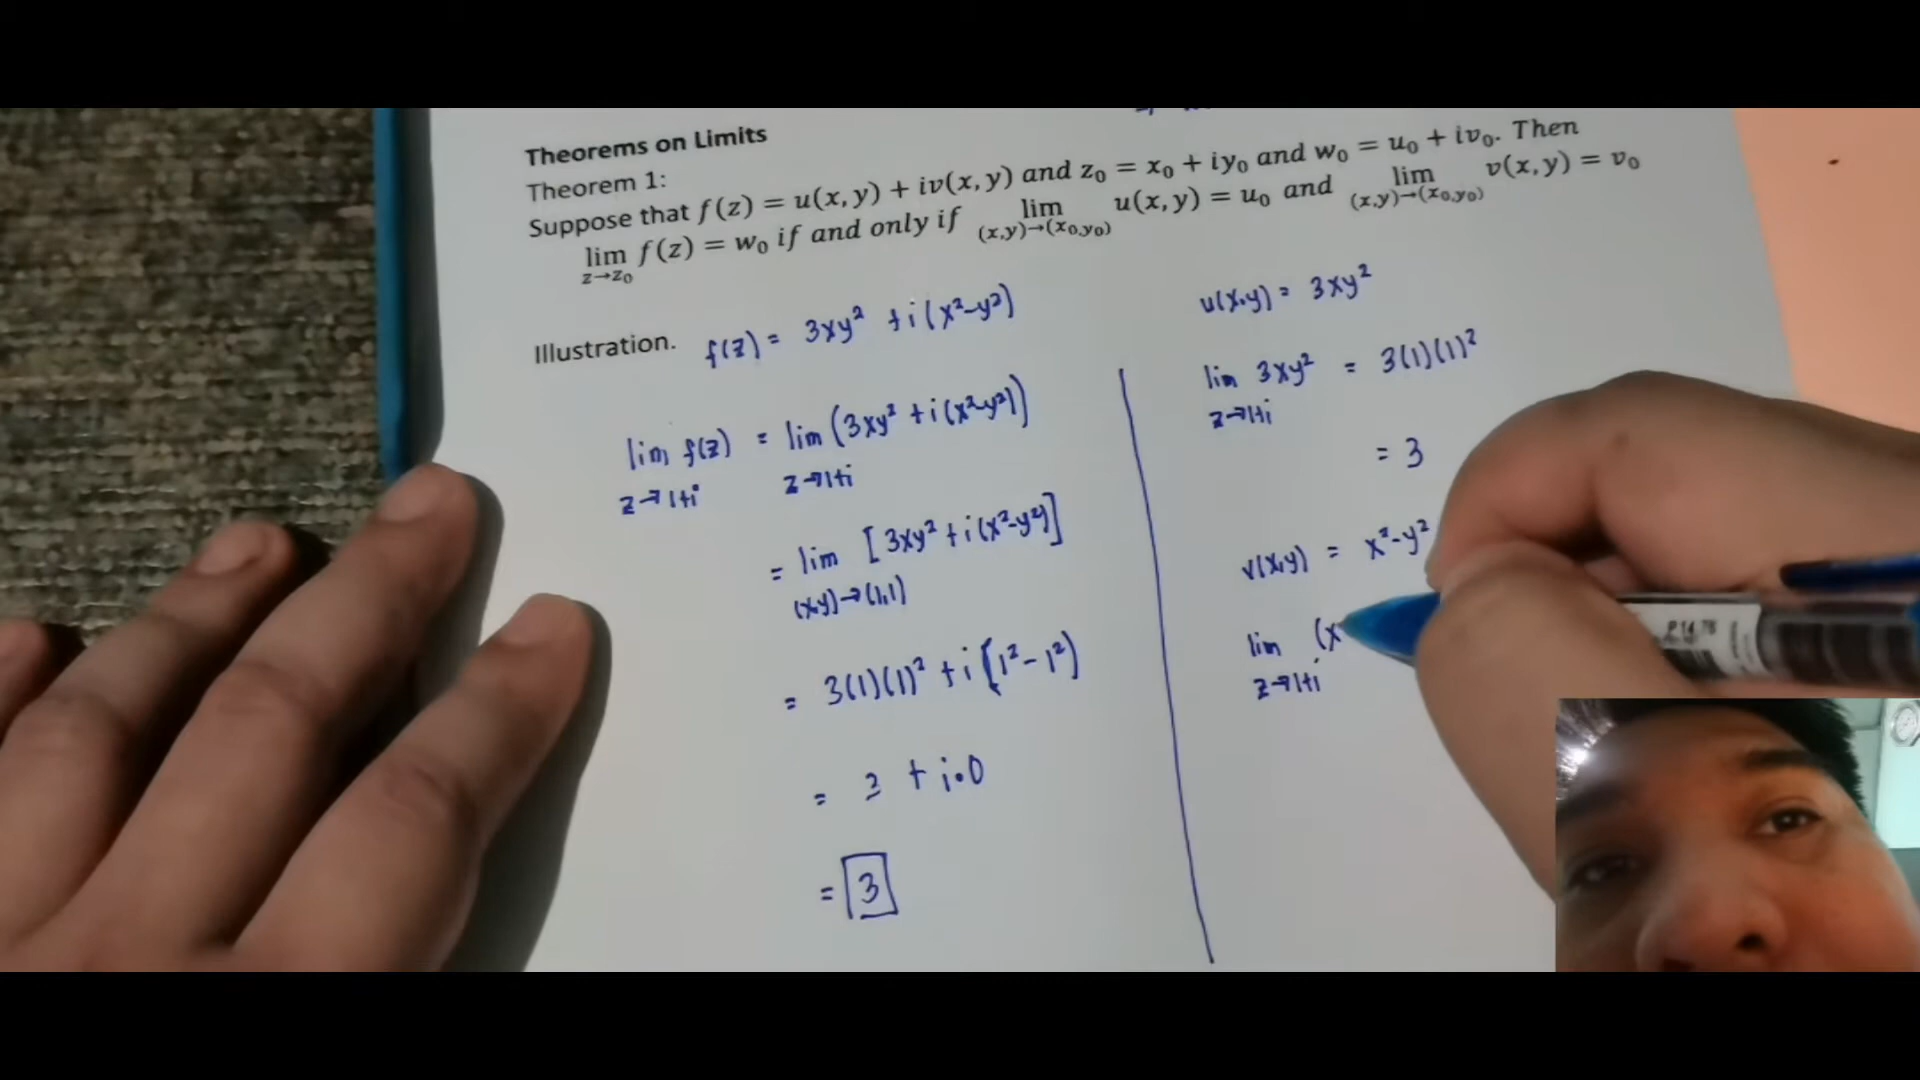 Theorems on Limits
Theorem 1:
Suppose that f(z) = u(x, y) + iv(x, y) and z₀ = x₀ + iy₀ and w₀ = u₀ + iv₀. Then
lim z→z₀ f(z) = w₀ if and only if lim (x,y)→(x₀,y₀) u(x, y) = u₀ and lim (x,y)→(x₀,y₀) v(x, y) = v₀
Illustration. f(z) = 3xy² + i(x²-y²)
lim f(z) = lim (3xy² + i(x²-y²))
z→1+i z→1+i
= lim [3xy² + i(x²-y²)]
(x,y)→(1,1)
= 3(1)(1)² + i(1² - 1²)
= 3 + i·0
= 3
u(x,y) = 3xy²
lim 3xy² = 3(1)(1)²
z→1+i
= 3
v(x,y) = x²-y²
lim (x
z→1+i